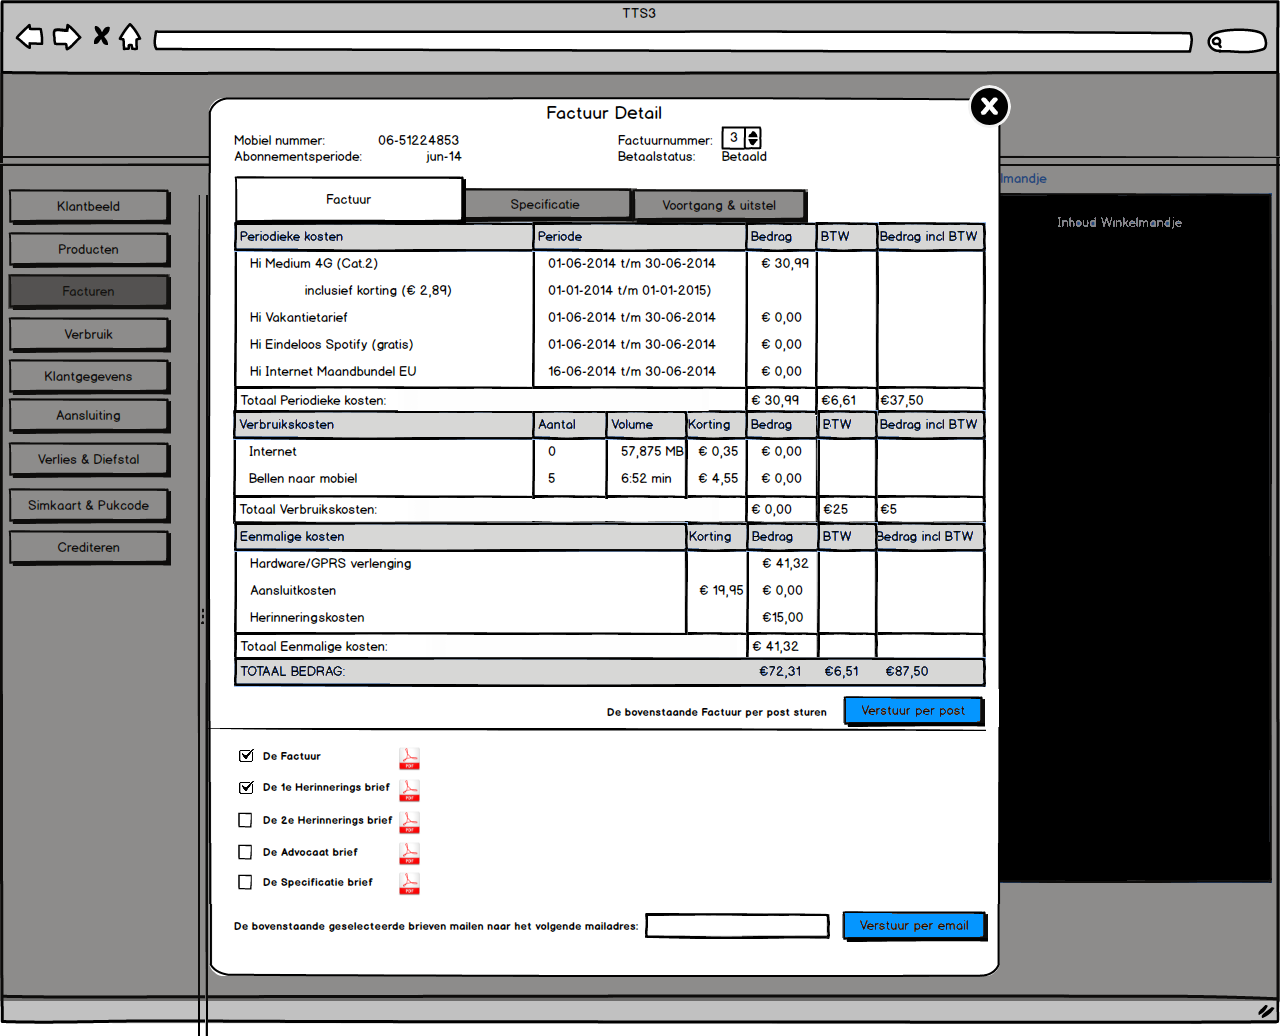 TTS3
Factuur Detail
Mobiel nummer: 06-51224853 Factuurnummer: 3
Abonnementsperiode: jun-14 Betaalstatus: Betaald
lmandje
Inhoud Winkelmandje
Klantbeeld
Producten
Facturen
Verbruik
Klantgegevens
Aansluiting
Verlies & Diefstal
Simkaart & Pukcode
Crediteren
Factuur Specificatie Voortgang & uitstel
Periodieke kosten Periode Bedrag BTW Bedrag incl BTW
Hi Medium 4G (Cat.2) 01-06-2014 t/m 30-06-2014 € 30,99
inclusief korting (€ 2,89) 01-01-2014 t/m 01-01-2015)
Hi Vakantietarief 01-06-2014 t/m 30-06-2014 € 0,00
Hi Eindeloos Spotify (gratis) 01-06-2014 t/m 30-06-2014 € 0,00
Hi Internet Maandbundel EU 16-06-2014 t/m 30-06-2014 € 0,00
Totaal Periodieke kosten: € 30,99 €6,61 €37,50
Verbruikskosten Aantal Volume Korting Bedrag BTW Bedrag incl BTW
Internet 0 57,875 MB € 0,35 € 0,00
Bellen naar mobiel 5 6:52 min € 4,55 € 0,00
Totaal Verbruikskosten: € 0,00 €25 €5
Eenmalige kosten Korting Bedrag BTW Bedrag incl BTW
Hardware/GPRS verlenging € 41,32
Aansluitkosten € 19,95 € 0,00
Herinneringskosten €15,00
Totaal Eenmalige kosten: € 41,32
TOTAAL BEDRAG: €72,31 €6,51 €87,50
De bovenstaande Factuur per post sturen Verstuur per post
De Factuur PDF
De 1e Herinnerings brief PDF
De 2e Herinnerings brief PDF
De Advocaat brief PDF
De Specificatie brief PDF
De bovenstaande geselecteerde brieven mailen naar het volgende mailadres: Verstuur per email